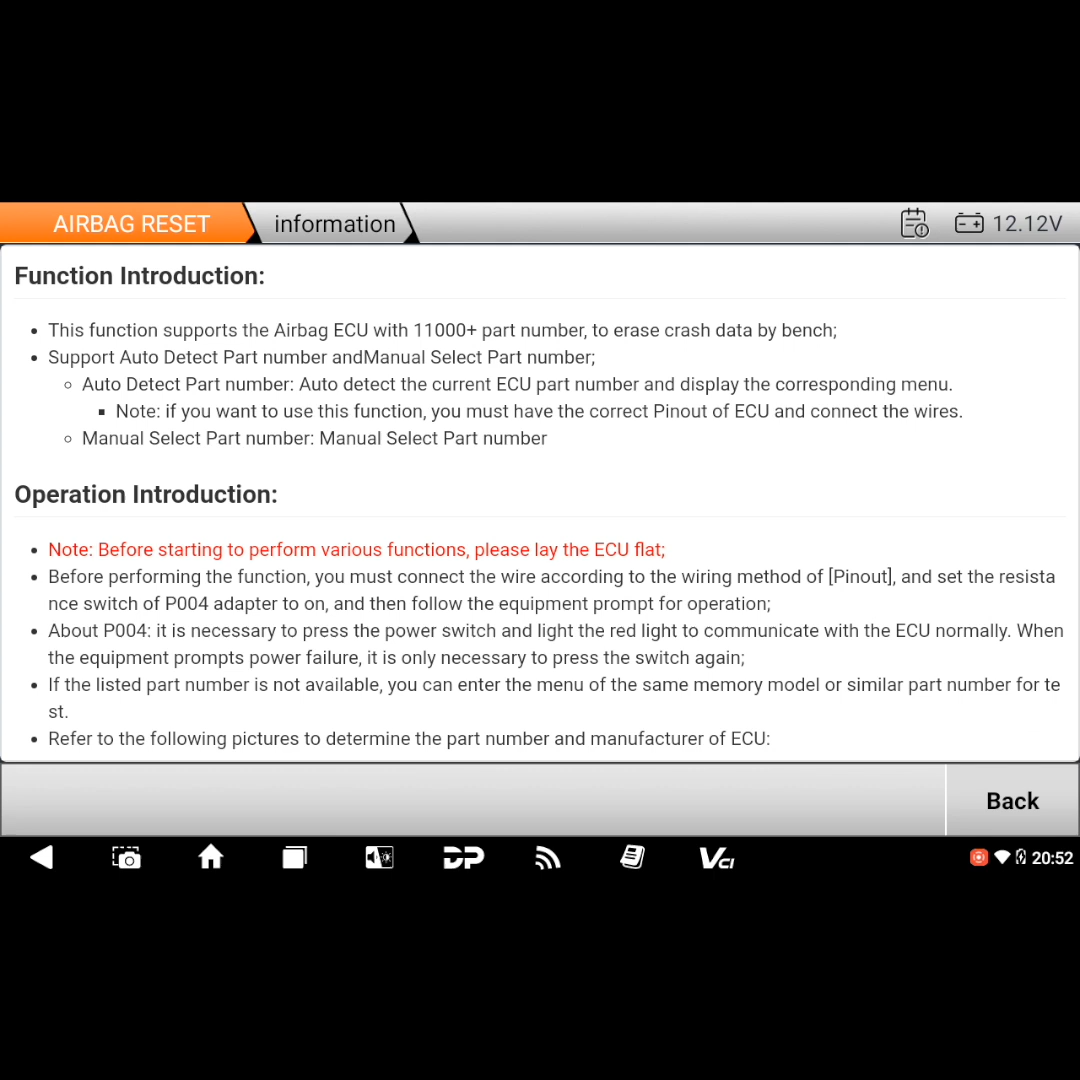 AIRBAG RESET
information
12.12V
Function Introduction:
This function supports the Airbag ECU with 11000+ part number, to erase crash data by bench;
Support Auto Detect Part number andManual Select Part number;
Auto Detect Part number: Auto detect the current ECU part number and display the corresponding menu.
Note: if you want to use this function, you must have the correct Pinout of ECU and connect the wires.
Manual Select Part number: Manual Select Part number
Operation Introduction:
Note: Before starting to perform various functions, please lay the ECU flat;
Before performing the function, you must connect the wire according to the wiring method of [Pinout], and set the resista
nce switch of P004 adapter to on, and then follow the equipment prompt for operation;
About P004: it is necessary to press the power switch and light the red light to communicate with the ECU normally. When
the equipment prompts power failure, it is only necessary to press the switch again;
If the listed part number is not available, you can enter the menu of the same memory model or similar part number for te
st.
Refer to the following pictures to determine the part number and manufacturer of ECU:
Back
DP
VCI
20:52